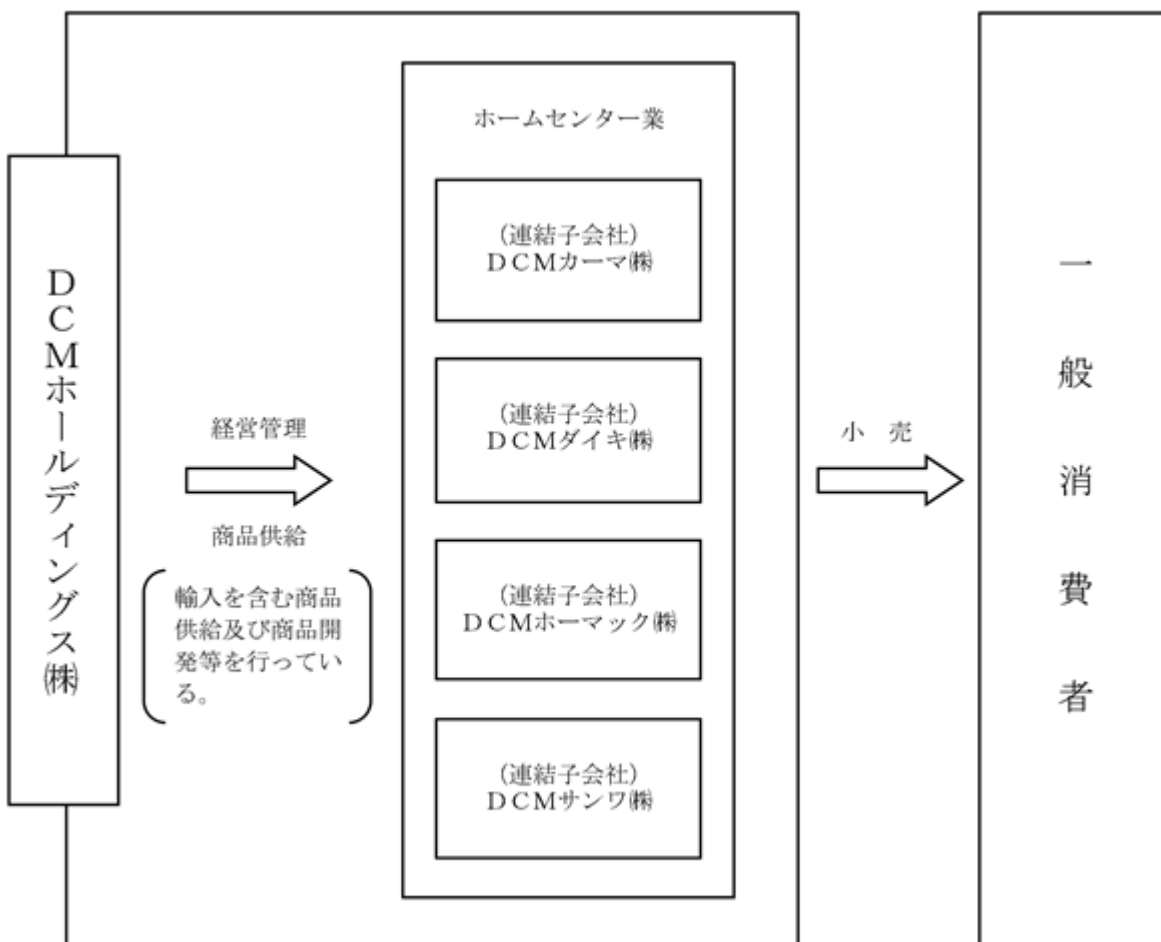 DCMホールディングス㈱
経営管理
商品供給
輸入を含む商品
供給及び商品開
発等を行ってい
る。
ホームセンター業
（連結子会社）
DCMカーマ㈱
（連結子会社）
DCMダイキ㈱
（連結子会社）
DCMホーマック㈱
（連結子会社）
DCMサンワ㈱
小　売
一般消費者